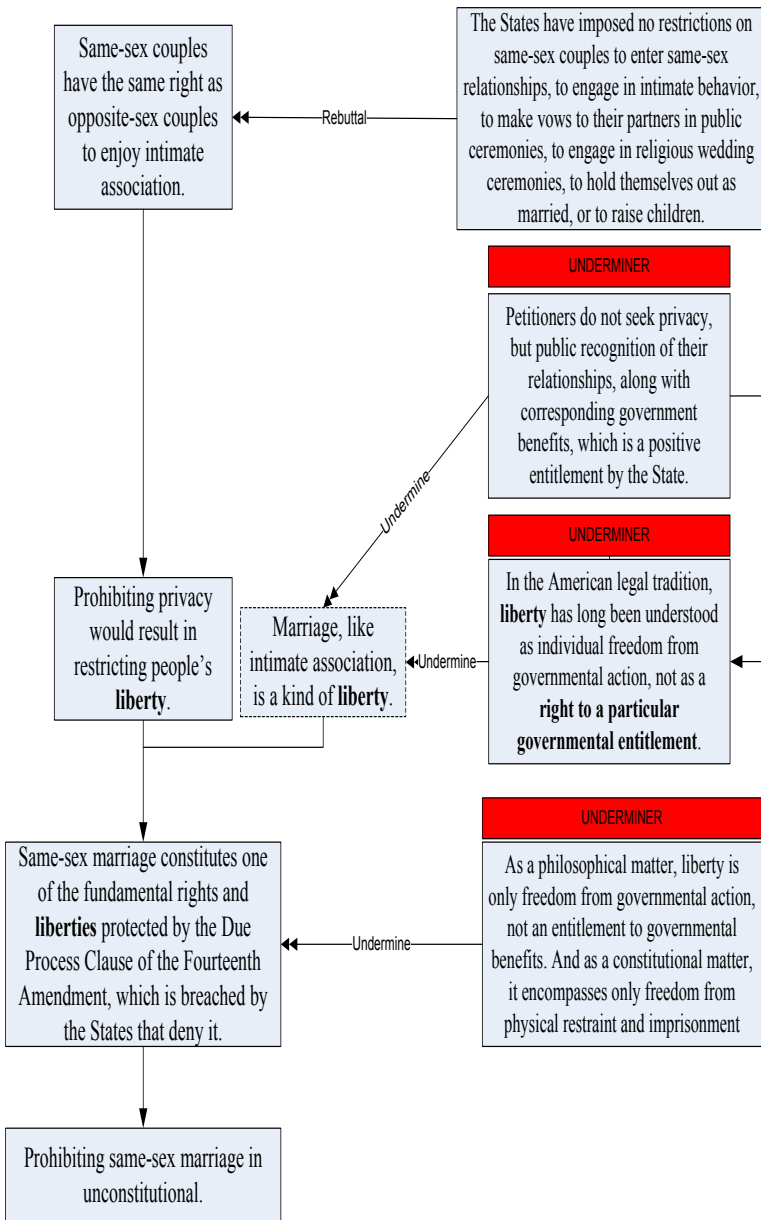 Same-sex couples
have the same right as
opposite-sex couples
to enjoy intimate
association.
Rebuttal
The States have imposed no restrictions on
same-sex couples to enter same-sex
relationships, to engage in intimate behavior,
to make vows to their partners in public
ceremonies, to engage in religious wedding
ceremonies, to hold themselves out as
married, or to raise children.
UNDERMINER
Petitioners do not seek privacy,
but public recognition of their
relationships, along with
corresponding government
benefits, which is a positive
entitlement by the State.
Undermine
UNDERMINER
In the American legal tradition,
liberty has long been understood
as individual freedom from
governmental action, not as a
right to a particular
governmental entitlement.
Undermine
Prohibiting privacy
would result in
restricting people’s
liberty.
Marriage, like
intimate association,
is a kind of liberty.
UNDERMINER
As a philosophical matter, liberty is
only freedom from governmental action,
not an entitlement to governmental
benefits. And as a constitutional matter,
it encompasses only freedom from
physical restraint and imprisonment
Undermine
Same-sex marriage constitutes one
of the fundamental rights and
liberties protected by the Due
Process Clause of the Fourteenth
Amendment, which is breached by
the States that deny it.
Prohibiting same-sex marriage in
unconstitutional.